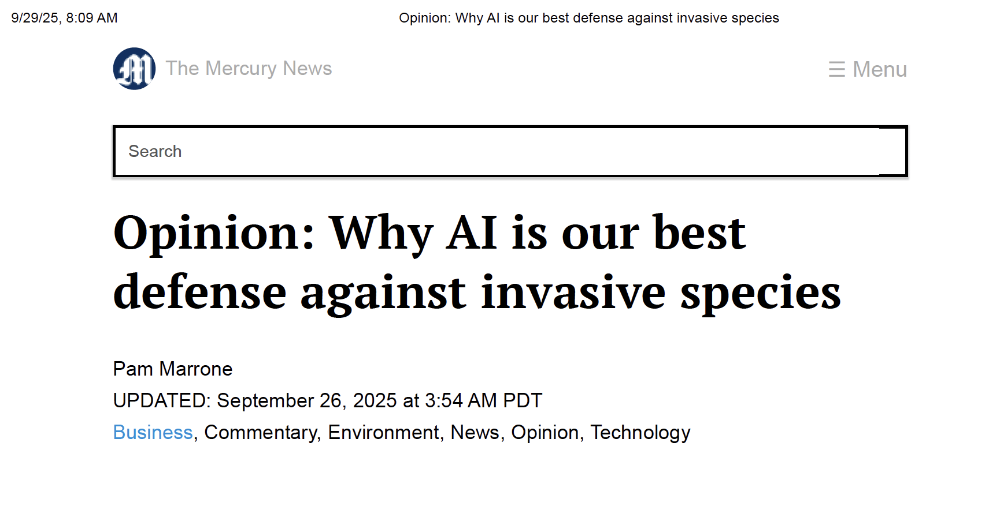 9/29/25, 8:09 AM Opinion: Why AI is our best defense against invasive species
M The Mercury News ☰ Menu
Search
Opinion: Why AI is our best
defense against invasive species
Pam Marrone
UPDATED: September 26, 2025 at 3:54 AM PDT
Business, Commentary, Environment, News, Opinion, Technology